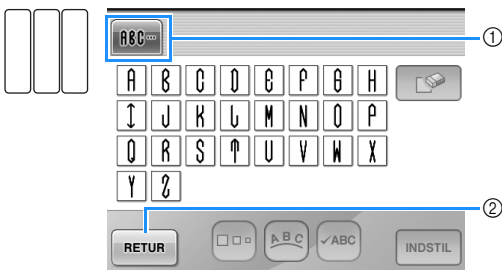 ABC... ①
A B C D E F G H
I J K L M N O P
Q R S T U V W X
Y Z
②
RETUR ABC ✓ABC INDSTIL